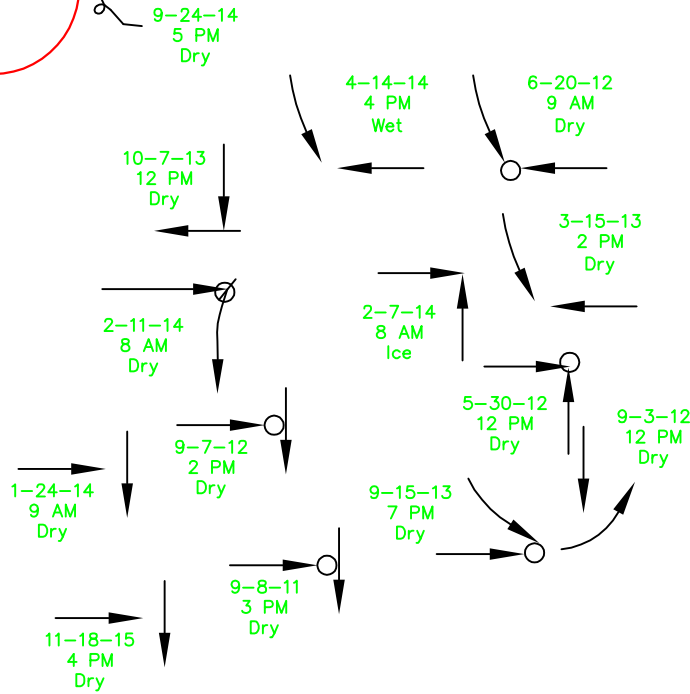 9-24-14
5 PM
Dry
4-14-14
4 PM
Wet
6-20-12
9 AM
Dry
10-7-13
12 PM
Dry
3-15-13
2 PM
Dry
2-11-14
8 AM
Dry
2-7-14
8 AM
Ice
5-30-12
12 PM
Dry
9-3-12
12 PM
Dry
9-7-12
2 PM
Dry
1-24-14
9 AM
Dry
9-15-13
7 PM
Dry
9-8-11
3 PM
Dry
11-18-15
4 PM
Dry